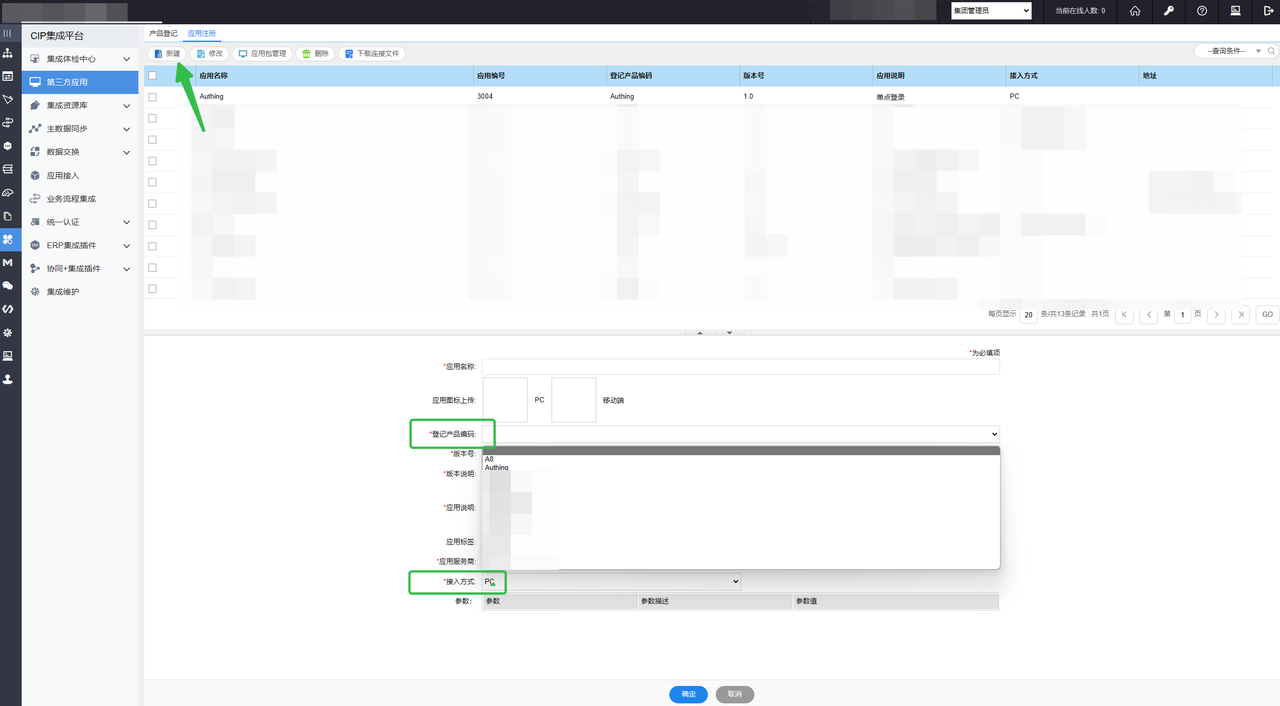 集团管理员
当前在线人数: 0
CIP集成平台
产品登记 应用注册
新建 修改 应用包管理 删除 下载连接文件
--查询条件--
集成体检中心
第三方应用
集成资源库
主数据同步
数据交换
应用接入
业务流程集成
统一认证
ERP集成插件
协同+集成插件
集成维护
应用名称 应用编号 登记产品编码 版本号 应用说明 接入方式 地址
Authing 3004 Authing 1.0 单点登录 PC
每页显示 20 条/共13条记录 共1页 第 1 页 GO
*为必填项
*应用名称:
应用图标上传: PC 移动端
*登记产品编码:
*版本号:
A8
Authing
*版本说明:
*应用说明:
应用标签:
*应用服务商:
*接入方式: PC
参数: 参数 参数描述 参数值
确定 取消